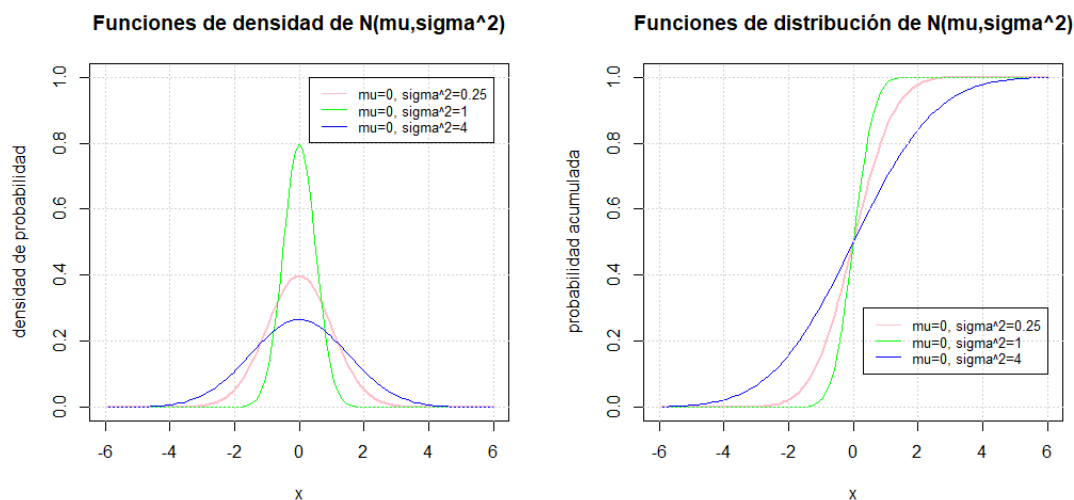 Funciones de densidad de N(mu,sigma^2)
densidad de probabilidad
1.0
0.8
0.6
0.4
0.2
0.0
mu=0, sigma^2=0.25
mu=0, sigma^2=1
mu=0, sigma^2=4
-6 -4 -2 0 2 4 6
x
Funciones de distribución de N(mu,sigma^2)
probabilidad acumulada
1.0
0.8
0.6
0.4
0.2
0.0
mu=0, sigma^2=0.25
mu=0, sigma^2=1
mu=0, sigma^2=4
-6 -4 -2 0 2 4 6
x